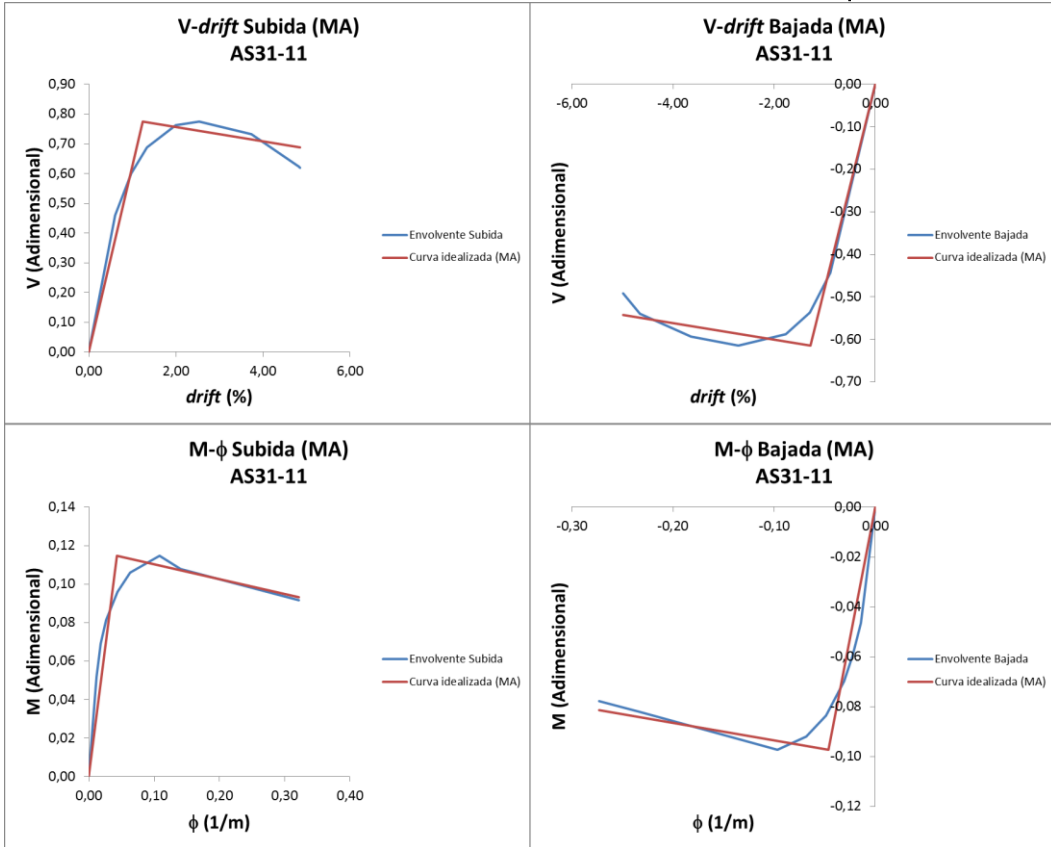 V-drift Subida (MA)
AS31-11
0,90
0,80
0,70
0,60
0,50
0,40
0,30
0,20
0,10
0,00
V (Adimensional)
0,00 2,00 4,00 6,00
drift (%)
Envolvente Subida
Curva idealizada (MA)
V-drift Bajada (MA)
AS31-11
-6,00 -4,00 -2,00 0,00
0,00
-0,10
-0,20
-0,30
-0,40
-0,50
-0,60
-0,70
V (Adimensional)
drift (%)
Envolvente Bajada
Curva idealizada (MA)
M-ϕ Subida (MA)
AS31-11
0,14
0,12
0,10
0,08
0,06
0,04
0,02
0,00
M (Adimensional)
0,00 0,10 0,20 0,30 0,40
ϕ (1/m)
Envolvente Subida
Curva idealizada (MA)
M-ϕ Bajada (MA)
AS31-11
-0,30 -0,20 -0,10 0,00
0,00
-0,02
-0,04
-0,06
-0,08
-0,10
-0,12
M (Adimensional)
ϕ (1/m)
Envolvente Bajada
Curva idealizada (MA)